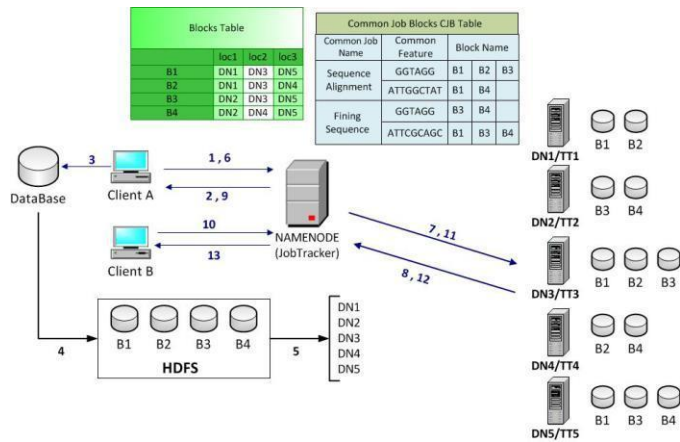 Blocks Table
loc1 loc2 loc3
B1 DN1 DN3 DN5
B2 DN1 DN3 DN4
B3 DN2 DN3 DN5
B4 DN2 DN4 DN5
Common Job Blocks CJB Table
Common Job Name Common Feature Block Name
Sequence Alignment GGTAGG B1 B2 B3
ATTGGCTAT B1 B4
Fining Sequence GGTAGG B3 B4
ATTCGCAGC B1 B3 B4
DataBase
3
Client A
1 , 6
2 , 9
Client B
10
13
NAMENODE
(JobTracker)
7 , 11
8 , 12
4
B1 B2 B3 B4
HDFS
5
DN1
DN2
DN3
DN4
DN5
DN1/TT1
B1 B2
DN2/TT2
B3 B4
DN3/TT3
B1 B2 B3
DN4/TT4
B2 B4
DN5/TT5
B1 B3 B4